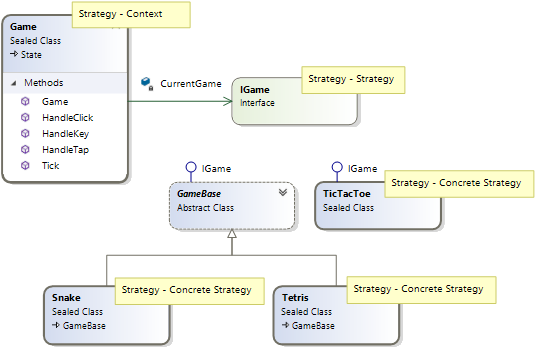 Strategy - Context
Game
Sealed Class
State
Methods
Game
HandleClick
HandleKey
HandleTap
Tick
CurrentGame
Strategy - Strategy
IGame
Interface
IGame
GameBase
Abstract Class
IGame
Strategy - Concrete Strategy
TicTacToe
Sealed Class
Strategy - Concrete Strategy
Snake
Sealed Class
GameBase
Strategy - Concrete Strategy
Tetris
Sealed Class
GameBase